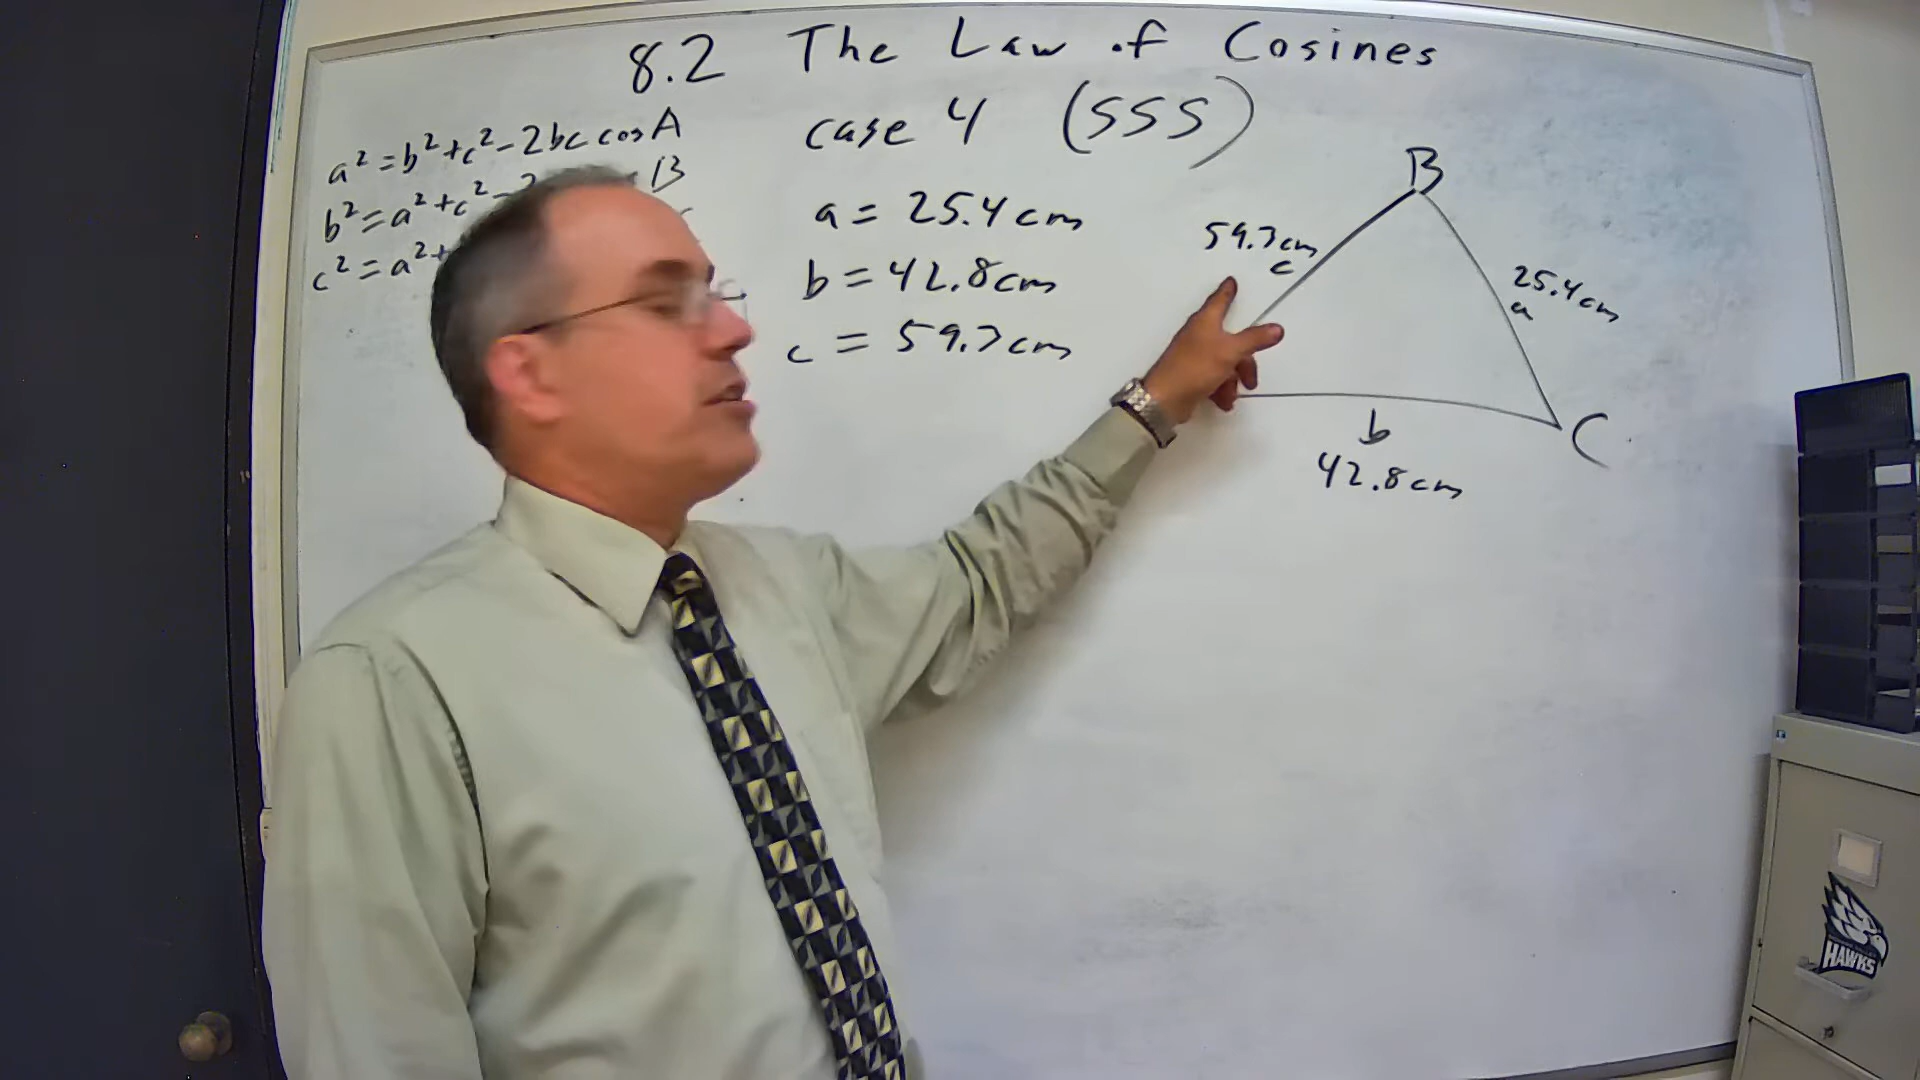 8.2 The Law of Cosines
case 4 (SSS)
a² = b² + c² - 2bc cos A
b² = a² + c² - 2 B
c² = a² +
a = 25.4 cm
b = 42.8 cm
c = 59.7 cm
B
59.7 cm
c
25.4 cm
a
C
b
42.8 cm
HAWKS